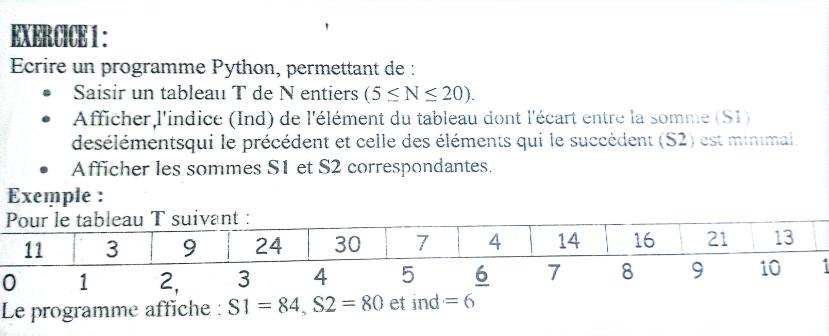 EXERCICE 1 :
Ecrire un programme Python, permettant de :
• Saisir un tableau T de N entiers (5 ≤ N ≤ 20).
• Afficher,l'indice (Ind) de l'élément du tableau dont l'écart entre la somme (S1)
desélémentsqui le précédent et celle des éléments qui le succèdent (S2) est minimal.
• Afficher les sommes S1 et S2 correspondantes.
Exemple :
Pour le tableau T suivant :
11 3 9 24 30 7 4 14 16 21 13
0 1 2, 3 4 5 6 7 8 9 10 1
Le programme affiche : S1 = 84, S2 = 80 et ind = 6